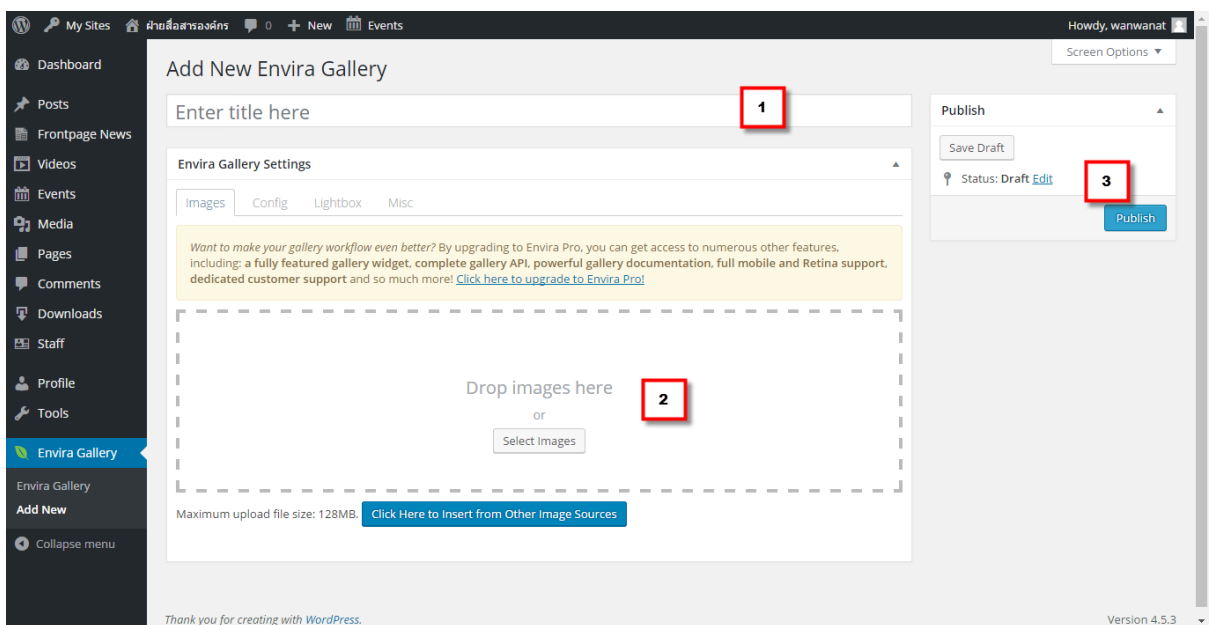 My Sites ฝ่ายสื่อสารองค์กร 0 + New Events Howdy, wanwanat
Screen Options ▼
Dashboard
Posts
Frontpage News
Videos
Events
Media
Pages
Comments
Downloads
Staff
Profile
Tools
Envira Gallery
Envira Gallery
Add New
Collapse menu
Add New Envira Gallery
Enter title here
1
Envira Gallery Settings
Images Config Lightbox Misc
Want to make your gallery workflow even better? By upgrading to Envira Pro, you can get access to numerous other features,
including: a fully featured gallery widget, complete gallery API, powerful gallery documentation, full mobile and Retina support,
dedicated customer support and so much more! Click here to upgrade to Envira Pro!
Drop images here
2
or
Select Images
Maximum upload file size: 128MB. Click Here to Insert from Other Image Sources
Publish
Save Draft
Status: Draft Edit
3
Publish
Thank you for creating with WordPress.
Version 4.5.3